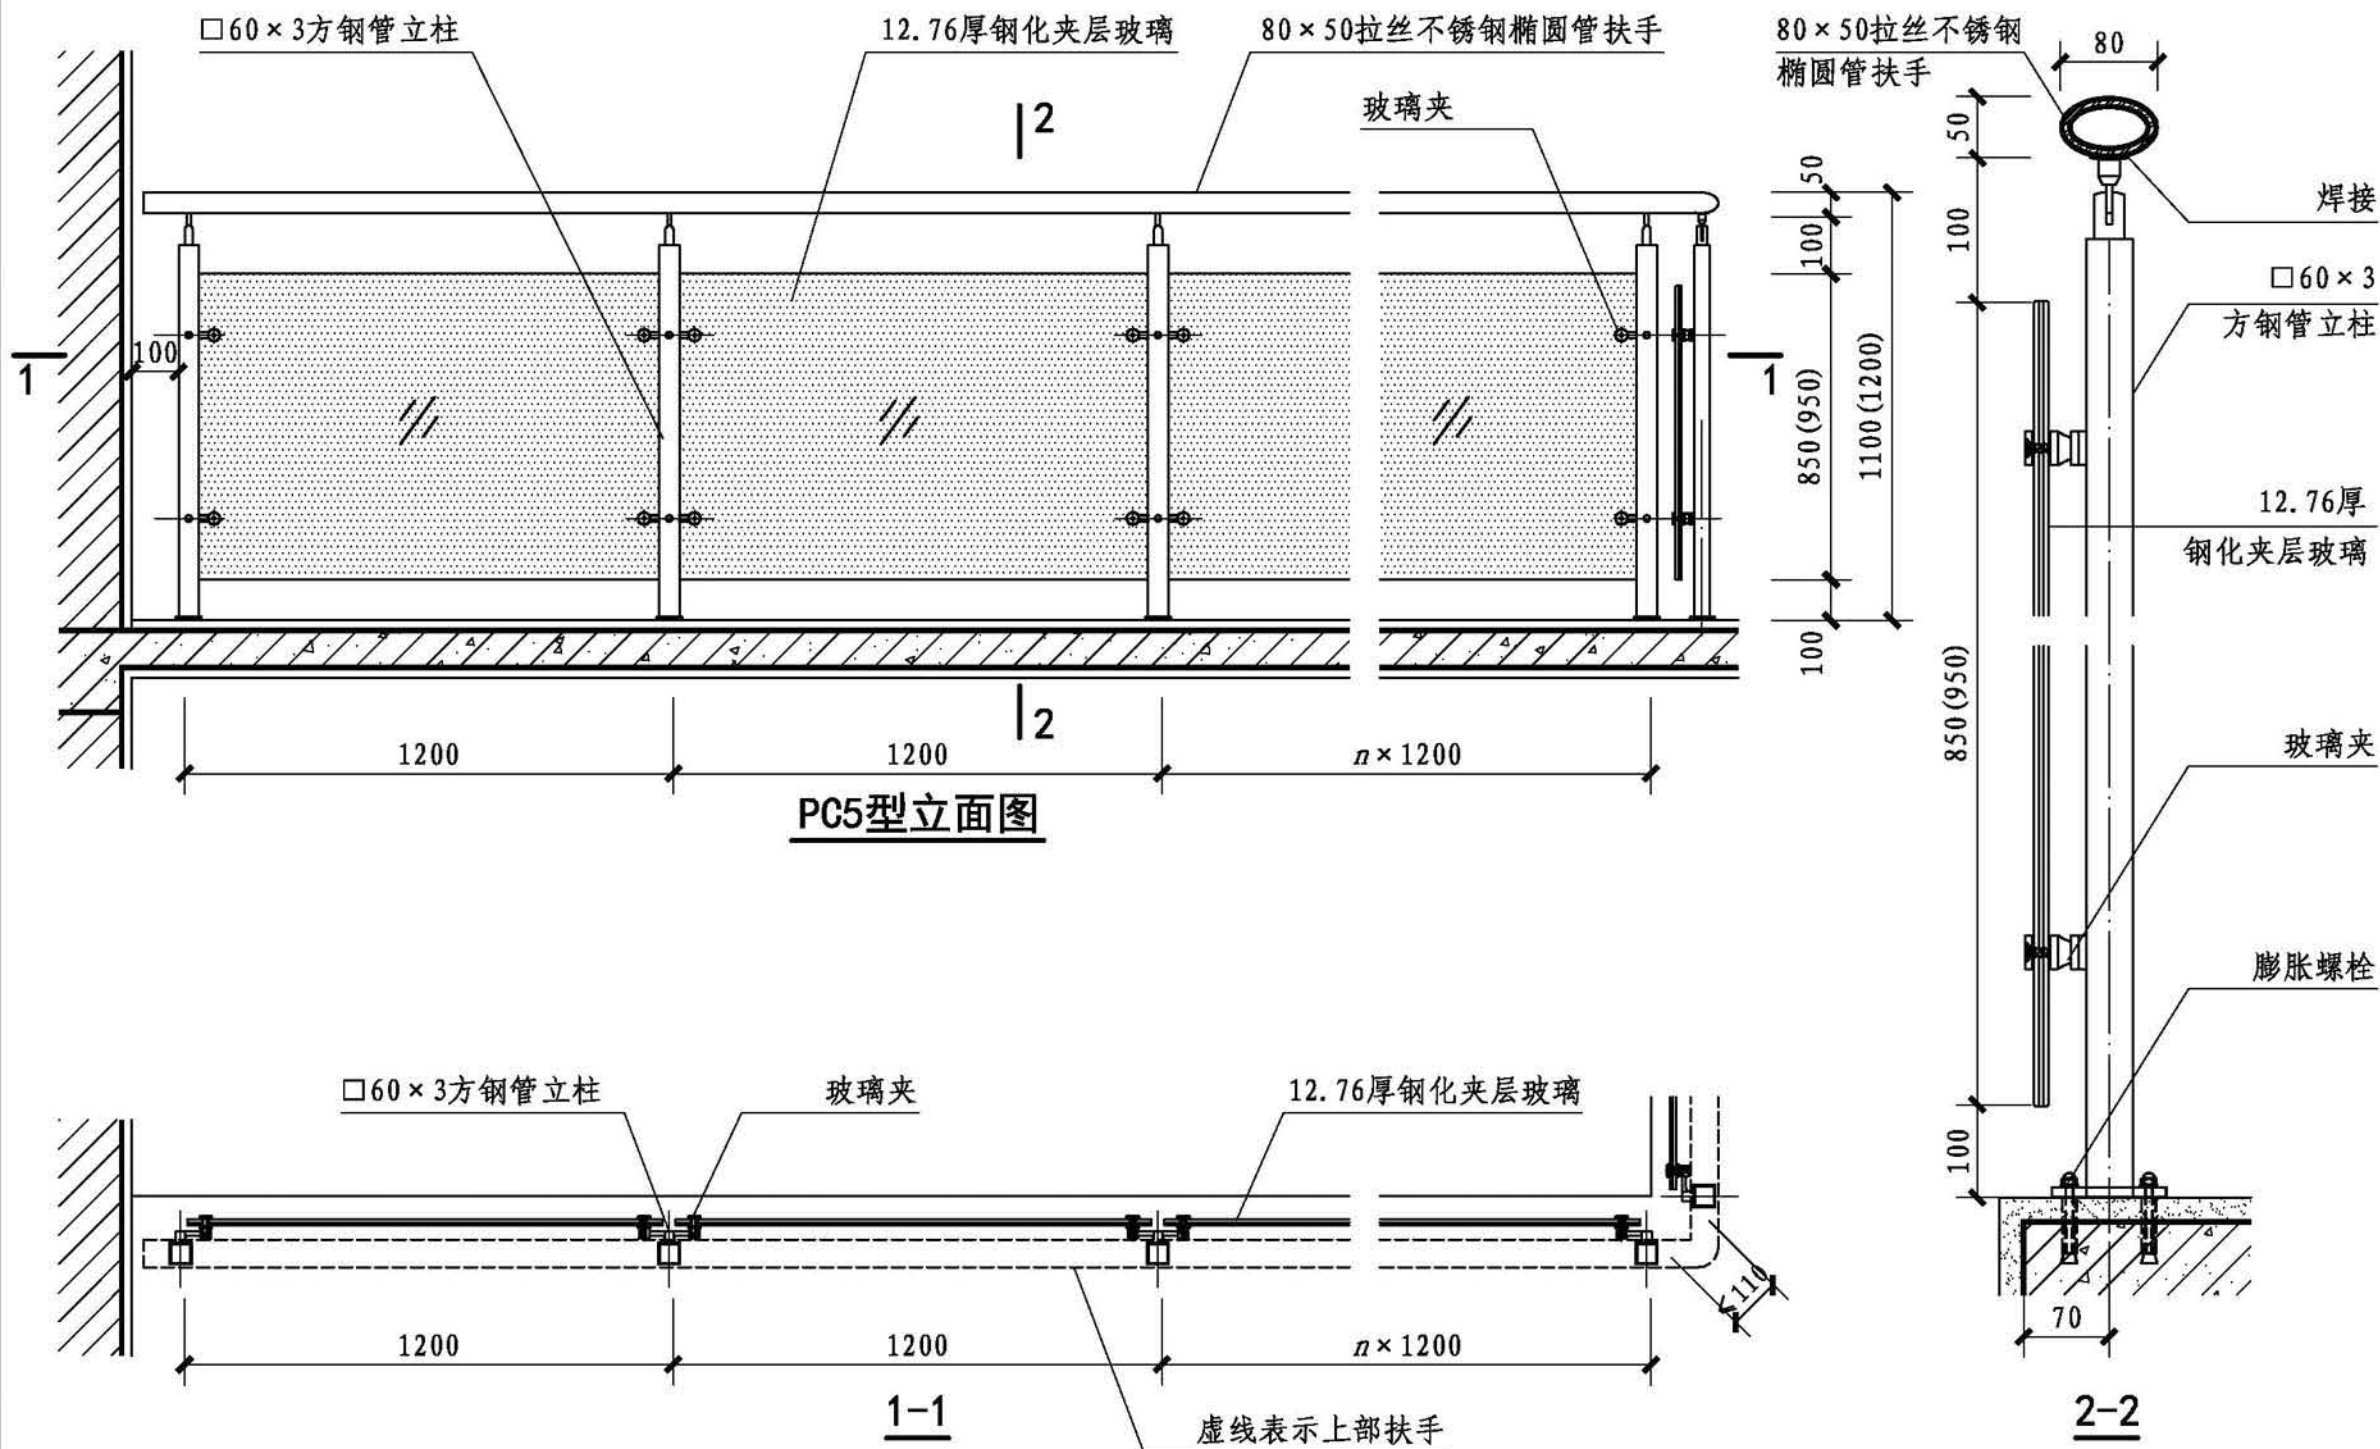 □60×3方钢管立柱
12.76厚钢化夹层玻璃
80×50拉丝不锈钢椭圆管扶手
玻璃夹
2
1
100
1
50
100
850(950)
1100(1200)
100
2
1200
1200
n×1200
PC5型立面图
80×50拉丝不锈钢
椭圆管扶手
80
50
100
焊接
□60×3
方钢管立柱
12.76厚
钢化夹层玻璃
850(950)
玻璃夹
膨胀螺栓
100
70
2-2
□60×3方钢管立柱
玻璃夹
12.76厚钢化夹层玻璃
≤110
1200
1200
n×1200
1-1
虚线表示上部扶手